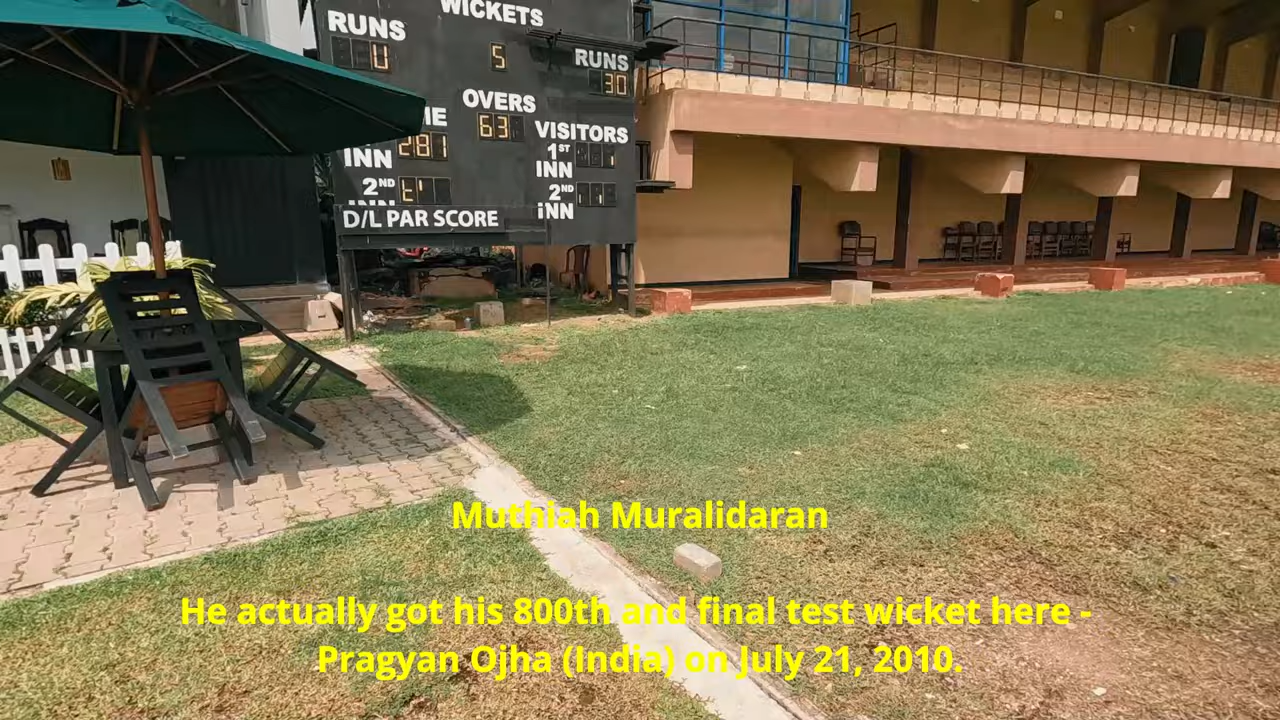 WICKETS
RUNS
5
RUNS
30
OVERS
63
281
VISITORS
INN
1ST
INN
2ND
2ND
INN
D/L PAR SCORE
Muthiah Muralidaran
He actually got his 800th and final test wicket here -
Pragyan Ojha (India) on July 21, 2010.